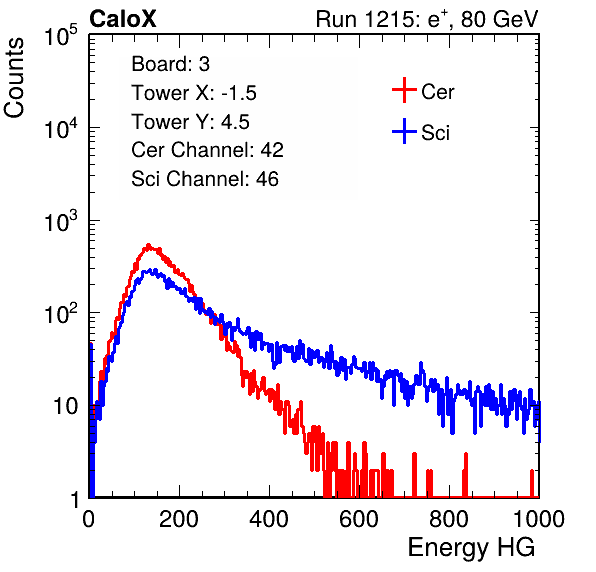 CaloX Run 1215: e⁺, 80 GeV
Counts
10⁵
10⁴
10³
10²
10
1
Board: 3
Tower X: -1.5
Tower Y: 4.5
Cer Channel: 42
Sci Channel: 46
Cer
Sci
0 200 400 600 800 1000
Energy HG